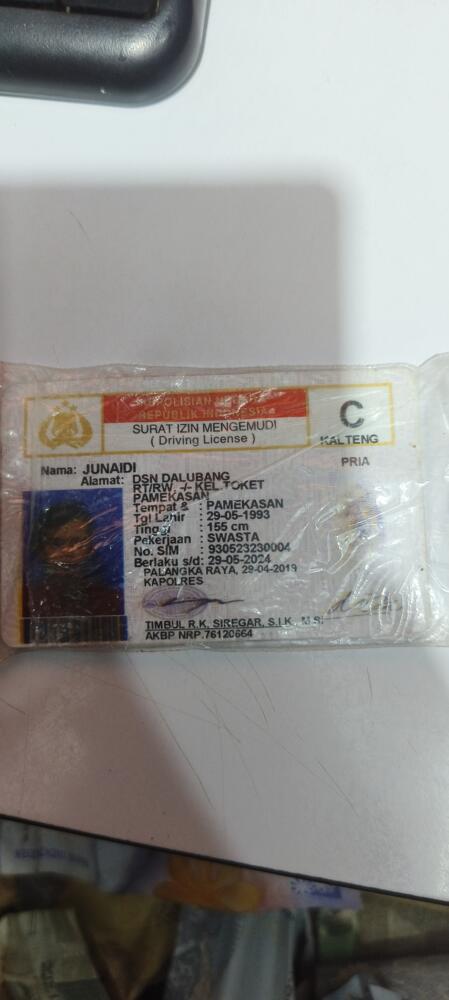 KEPOLISIAN NEGARA
REPUBLIK INDONESIA
SURAT IZIN MENGEMUDI
( Driving License )
C
KALTENG
PRIA
Nama: JUNAIDI
Alamat: DSN DALUBANG
RT/RW. -/- KEL TOKET
PAMEKASAN
Tempat & : PAMEKASAN
Tgl Lahir : 29-05-1993
Tinggi : 155 cm
Pekerjaan : SWASTA
No. SIM : 930523230004
Berlaku s/d: 29-05-2024
PALANGKA RAYA, 29-04-2019
KAPOLRES
TIMBUL R.K. SIREGAR, S.I.K., M.Si
AKBP NRP.76120664